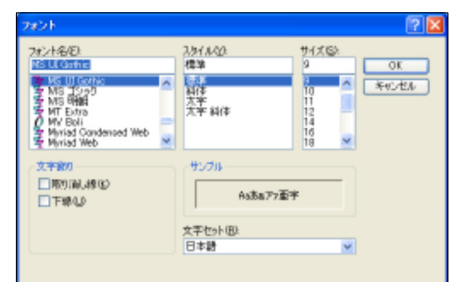 フォント
フォント名(F):
スタイル(Y):
サイズ(S):
MS UI Gothic
標準
9
OK
キャンセル
MS UI Gothic
MS ゴシック
MS 明朝
MT Extra
MV Boli
Myriad Condensed Web
Myriad Web
標準
斜体
太字
太字 斜体
9
10
11
12
14
16
18
文字飾り
取り消し線(K)
下線(U)
サンプル
Aaあぁアァ亜宇
文字セット(R):
日本語